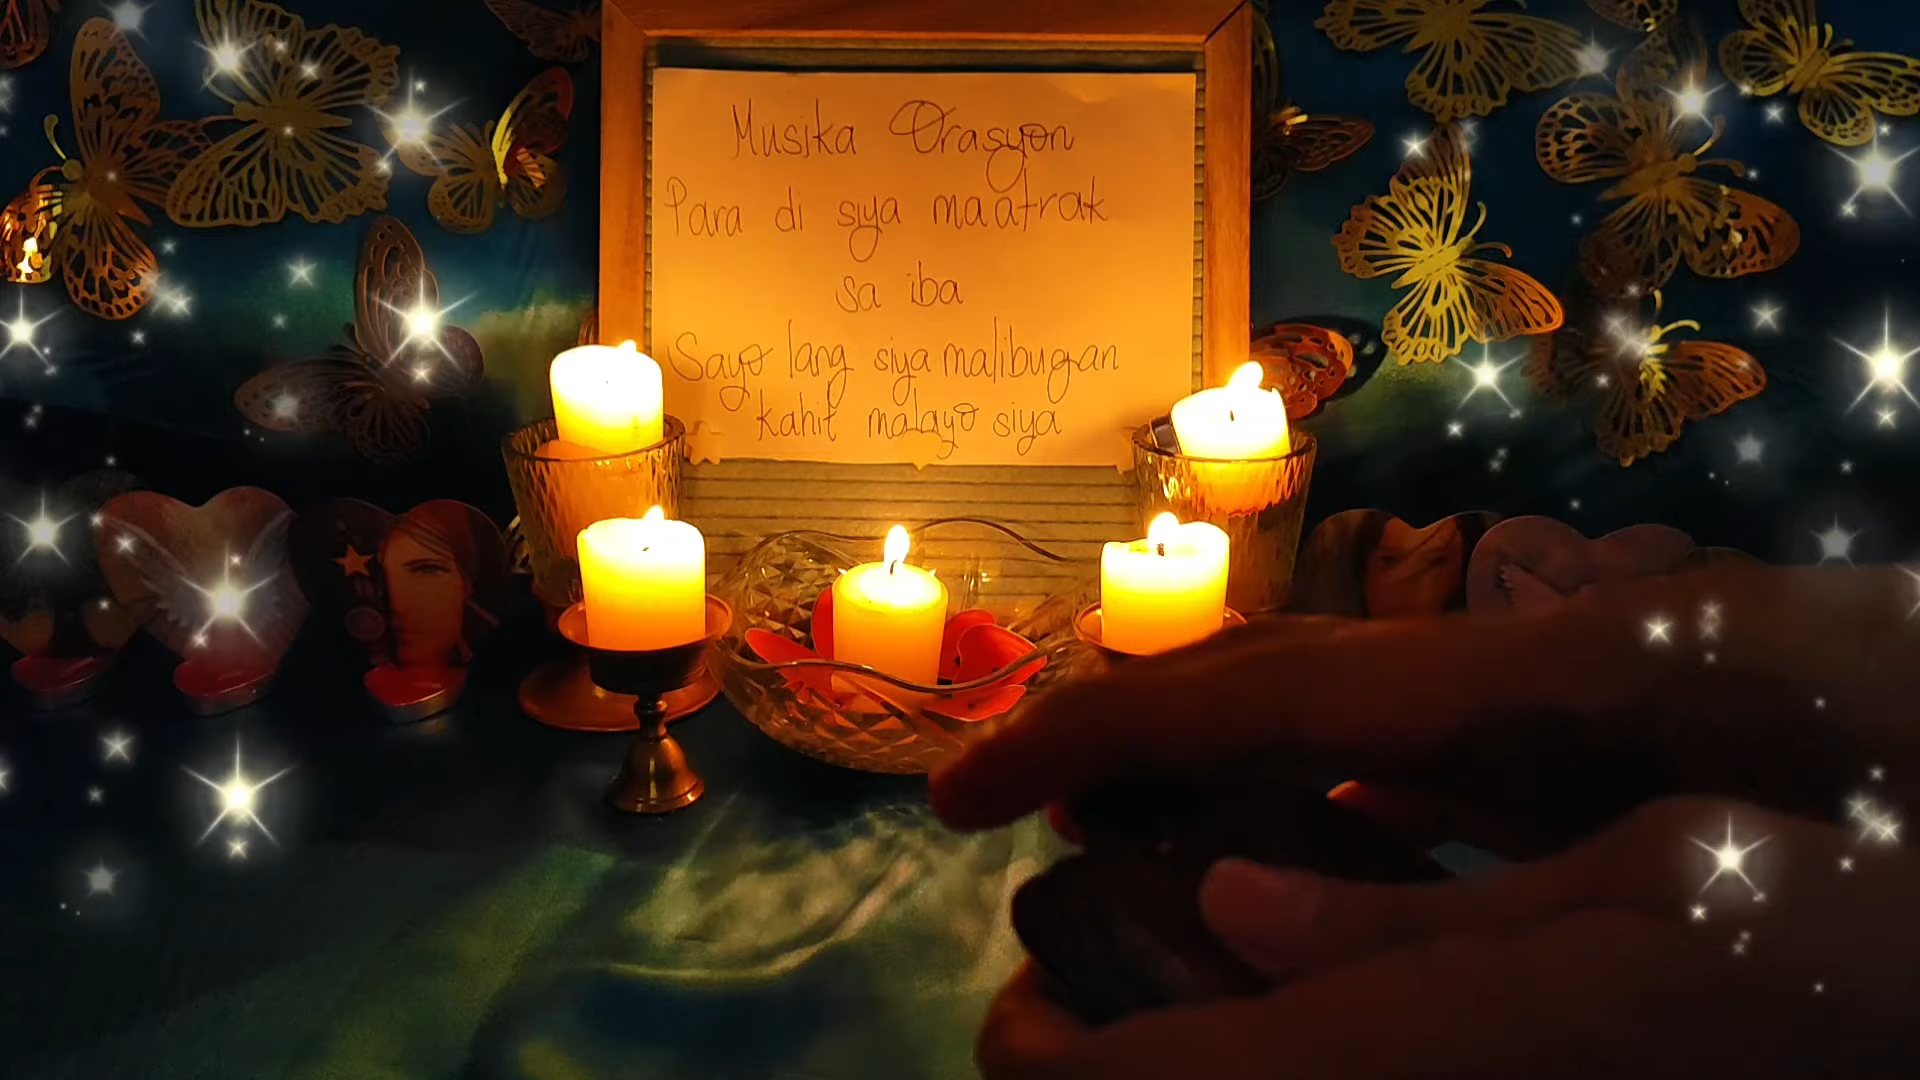 Musika Orasyon
Para di siya maatrak
sa iba
Sayo lang siya malibugan
kahit malayo siya